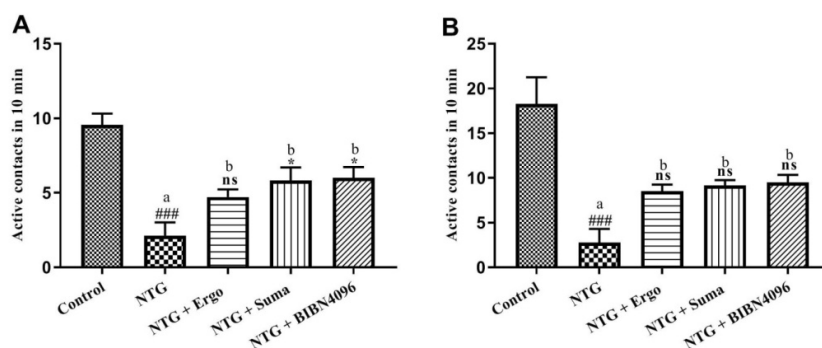 A
Active contacts in 10 min
15
10
5
0
a
###
b
ns
b
*
b
*
Control
NTG
NTG + Ergo
NTG + Suma
NTG + BIBN4096
B
Active contacts in 10 min
25
20
15
10
5
0
a
###
b
ns
b
ns
b
ns
Control
NTG
NTG + Ergo
NTG + Suma
NTG + BIBN4096